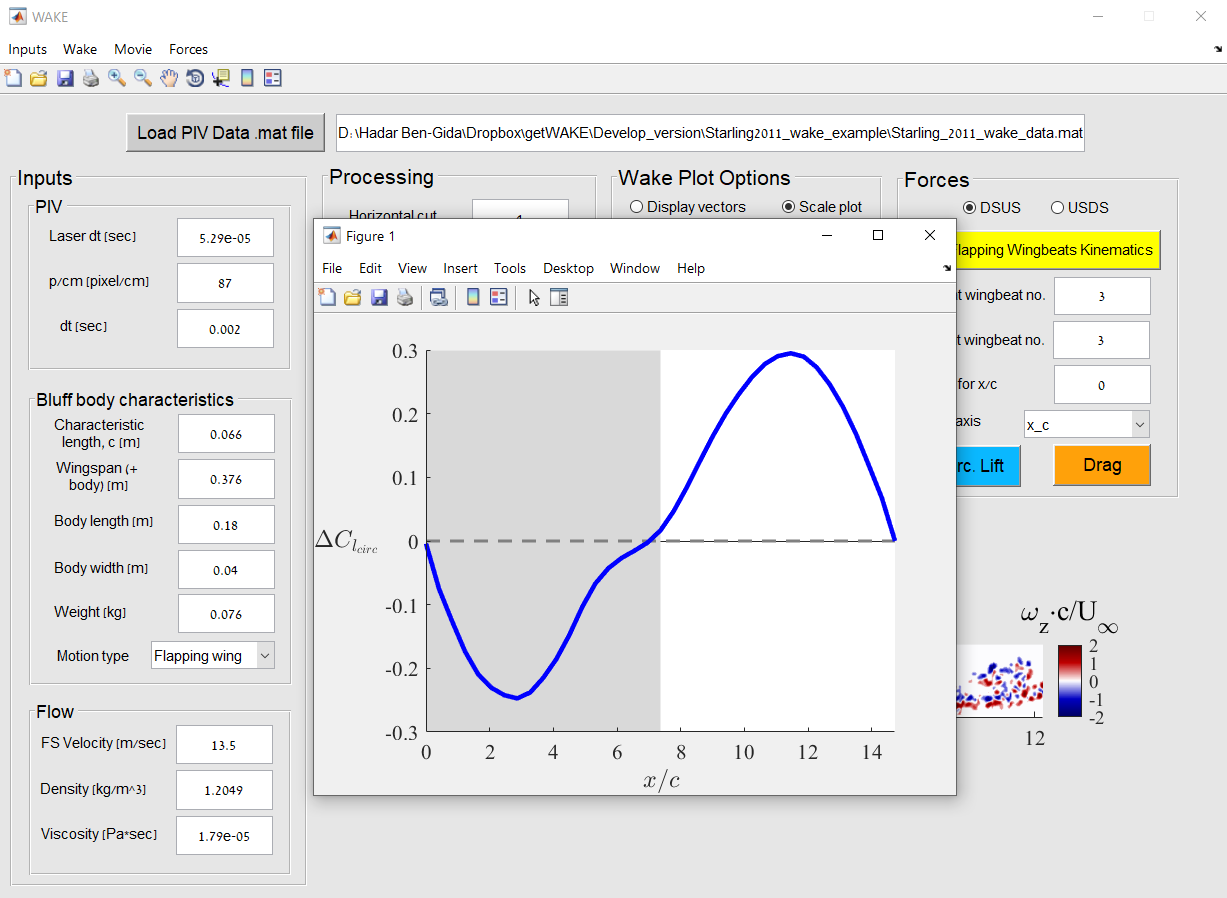 WAKE
Inputs Wake Movie Forces
Load PIV Data .mat file
D:\Hadar Ben-Gida\Dropbox\getWAKE\Develop_version\Starling2011_wake_example\Starling_2011_wake_data.mat
Inputs
PIV
Laser dt [sec] 5.29e-05
p/cm [pixel/cm] 87
dt [sec] 0.002
Bluff body characteristics
Characteristic
length, c [m] 0.066
Wingspan (+
body) [m] 0.376
Body length [m] 0.18
Body width [m] 0.04
Weight [kg] 0.076
Motion type Flapping wing
Flow
FS Velocity [m/sec] 13.5
Density [kg/m^3] 1.2049
Viscosity [Pa*sec] 1.79e-05
Processing
Horizontal cut
Wake Plot Options
Display vectors Scale plot
Forces
DSUS USDS
Flapping Wingbeats Kinematics
t wingbeat no. 3
t wingbeat no. 3
for x/c 0
axis x_c
rc. Lift Drag
Figure 1
File Edit View Insert Tools Desktop Window Help
0.3
0.2
0.1
0
-0.1
-0.2
-0.3
ΔC_{l_{circ}}
0 2 4 6 8 10 12 14
x/c
ω_z·c/U_∞
2
1
0
-1
-2
12